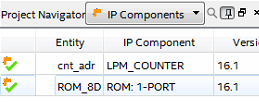 Project Navigator IP Components
Entity IP Component Versio
cnt_adr LPM_COUNTER 16.1
ROM_8D ROM: 1-PORT 16.1